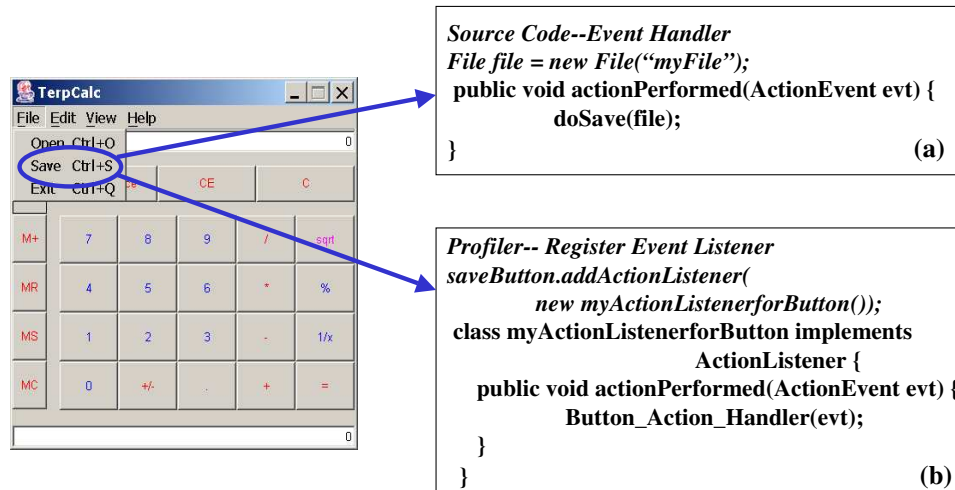 TerpCalc
File Edit View Help
Open Ctrl+O
Save Ctrl+S
Exit Ctrl+Q
0
CE
C
M+ 7 8 9 / sqrt
MR 4 5 6 * %
MS 1 2 3 - 1/x
MC 0 +/- . + =
0
Source Code--Event Handler
File file = new File(“myFile”);
public void actionPerformed(ActionEvent evt) {
doSave(file);
}
(a)
Profiler-- Register Event Listener
saveButton.addActionListener(
new myActionListenerforButton());
class myActionListenerforButton implements
ActionListener {
public void actionPerformed(ActionEvent evt) {
Button_Action_Handler(evt);
}
}
(b)